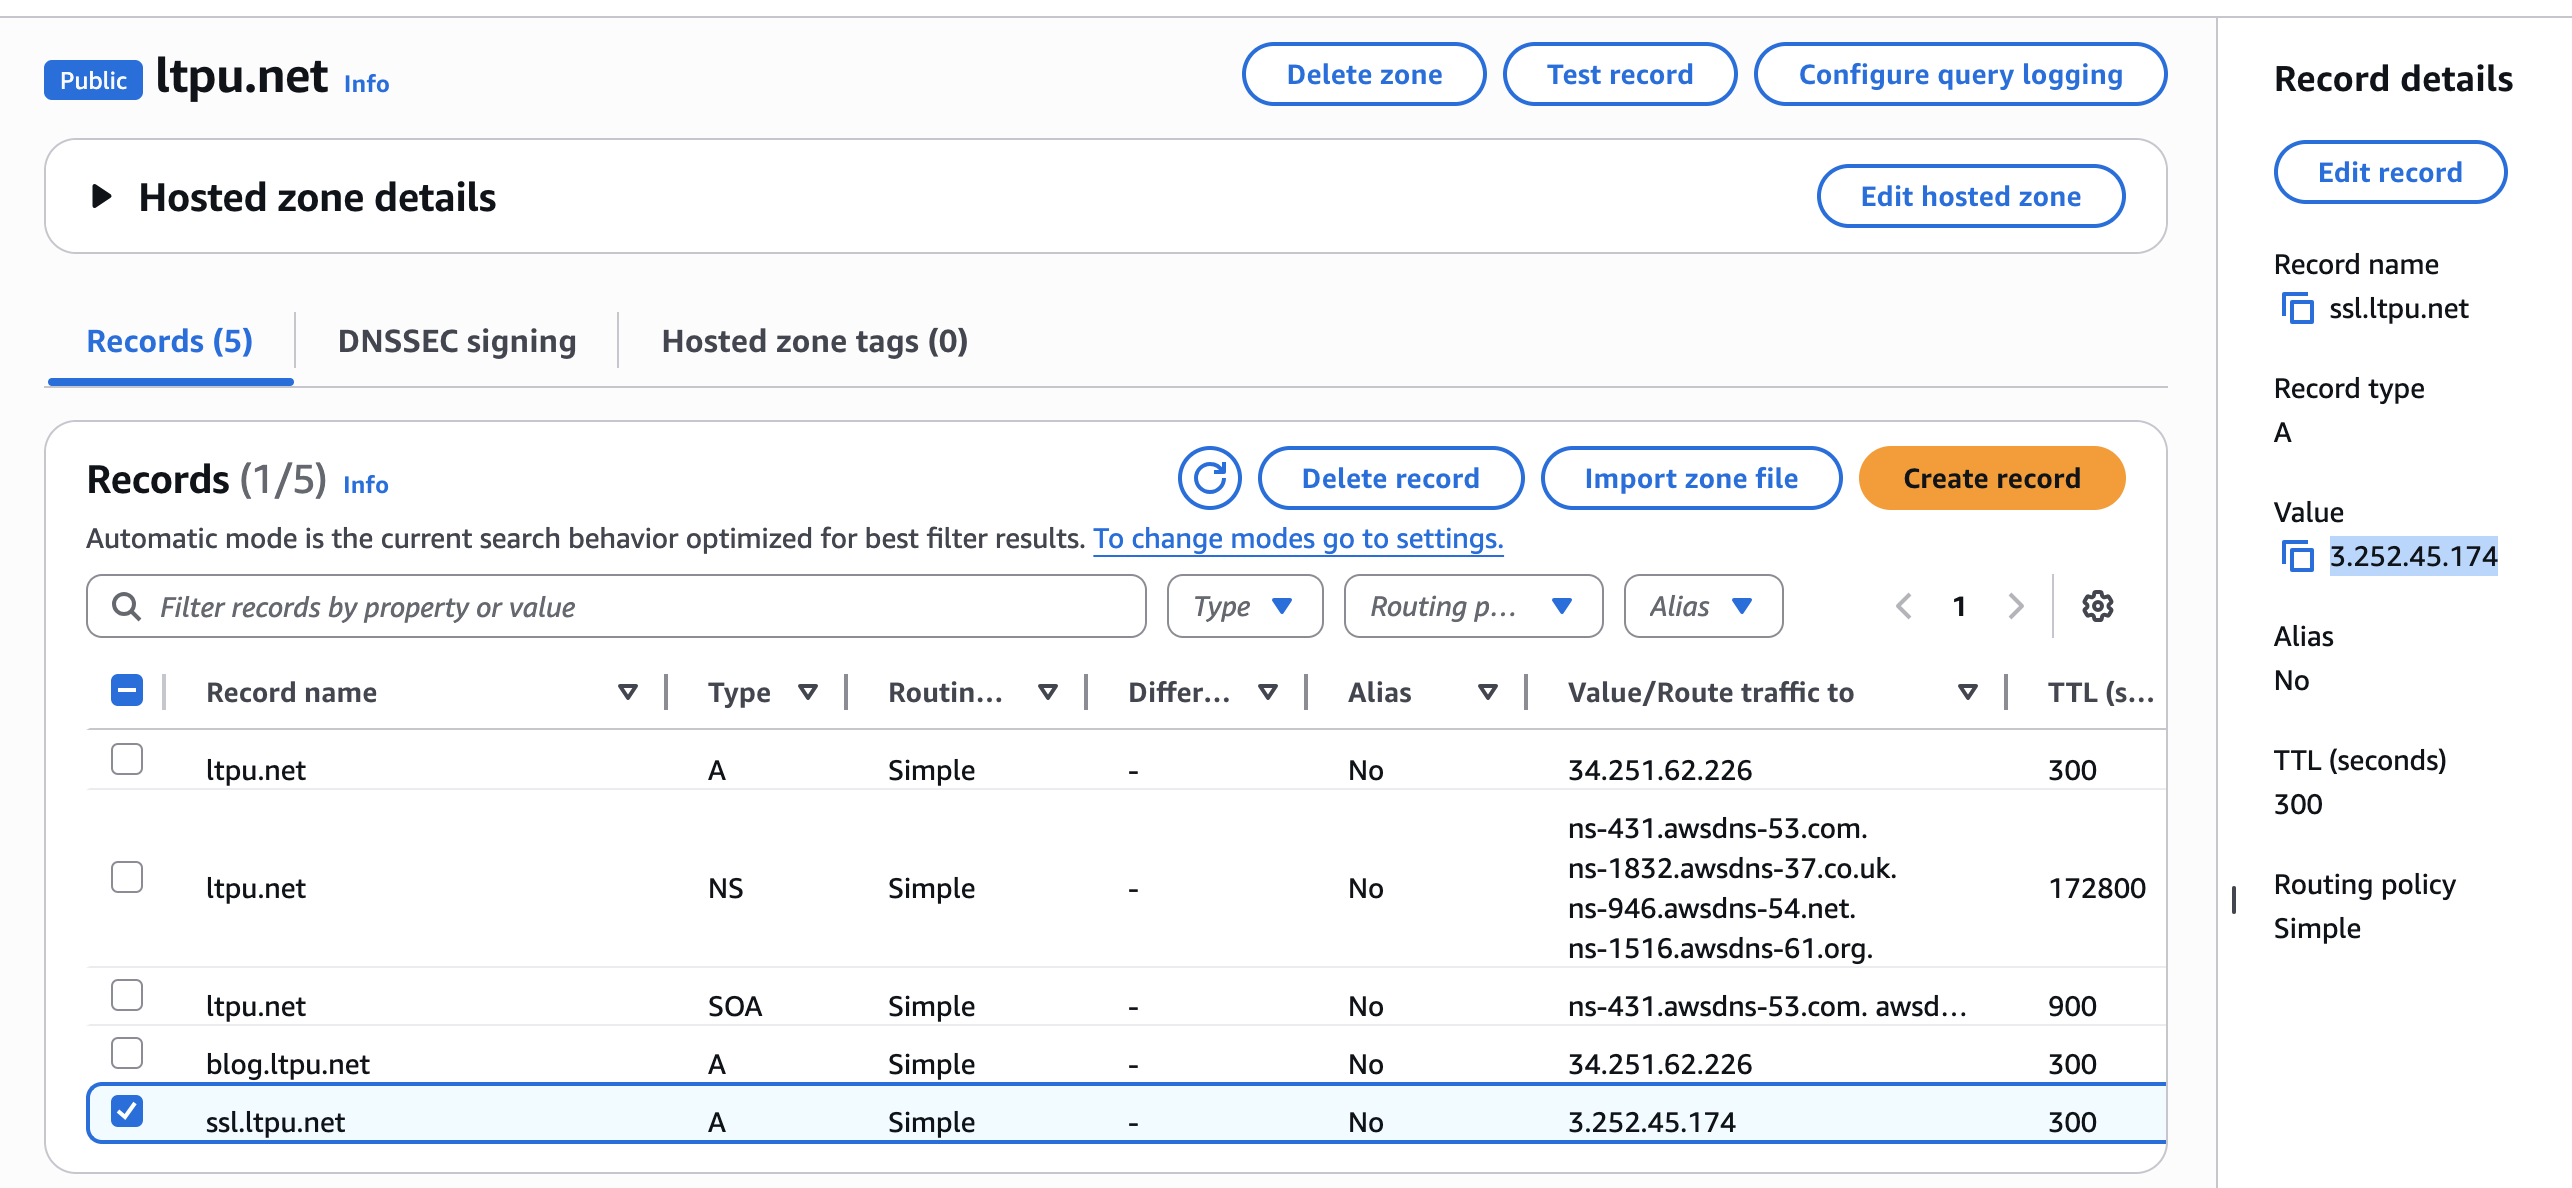 Public ltpu.net Info
Delete zone
Test record
Configure query logging
Hosted zone details
Edit hosted zone
Records (5)
DNSSEC signing
Hosted zone tags (0)
Records (1/5) Info
Delete record
Import zone file
Create record
Automatic mode is the current search behavior optimized for best filter results. To change modes go to settings.
Filter records by property or value
Type
Routing p...
Alias
1
Record name Type Routin... Differ... Alias Value/Route traffic to TTL (s...
ltpu.net A Simple - No 34.251.62.226 300
ltpu.net NS Simple - No ns-431.awsdns-53.com. 172800
ns-1832.awsdns-37.co.uk.
ns-946.awsdns-54.net.
ns-1516.awsdns-61.org.
ltpu.net SOA Simple - No ns-431.awsdns-53.com. awsd... 900
blog.ltpu.net A Simple - No 34.251.62.226 300
ssl.ltpu.net A Simple - No 3.252.45.174 300
Record details
Edit record
Record name
ssl.ltpu.net
Record type
A
Value
3.252.45.174
Alias
No
TTL (seconds)
300
Routing policy
Simple